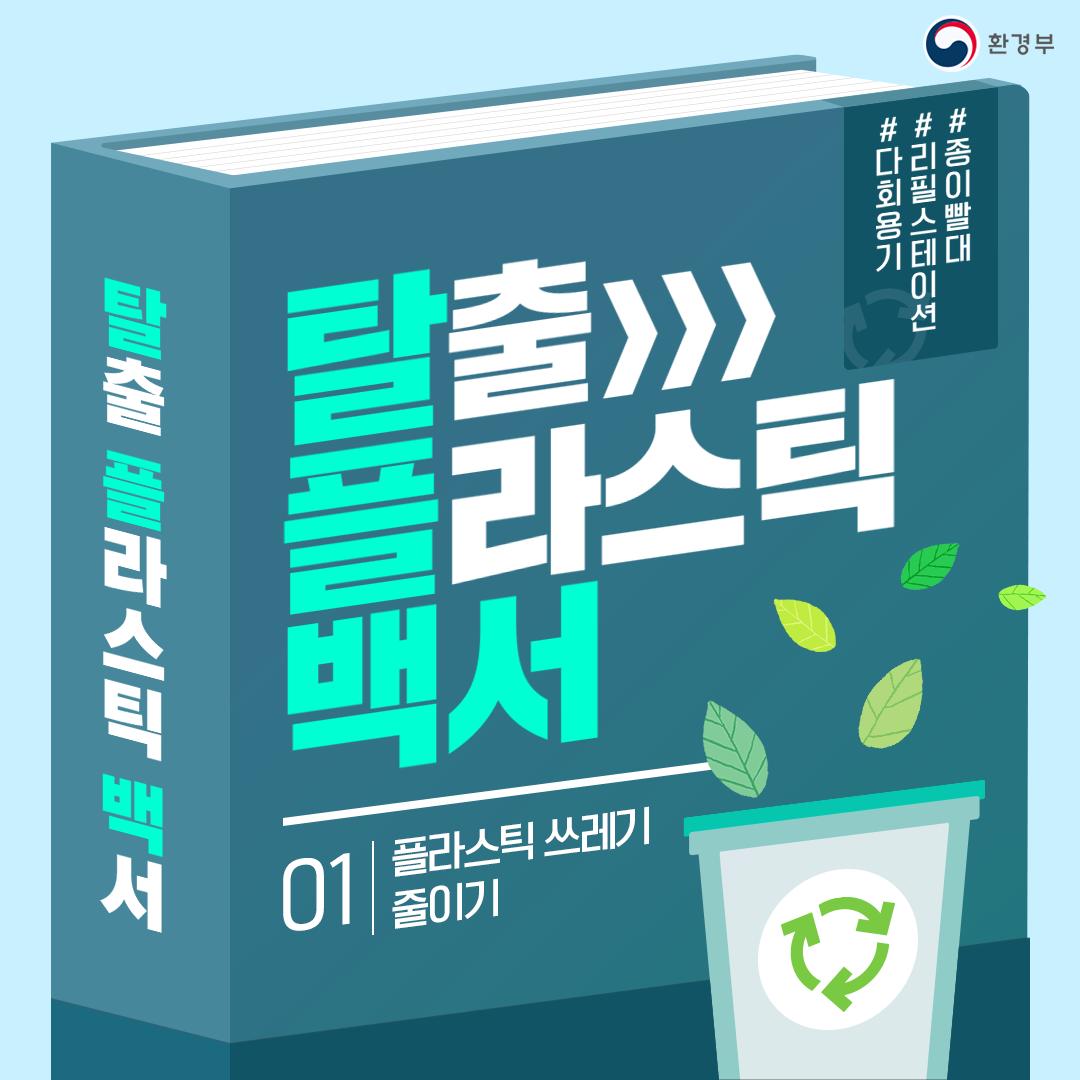 환경부
#종이빨대
#리필스테이션
#다회용기
탈출 플라스틱 백서
탈출
플라스틱
백서
01
플라스틱 쓰레기
줄이기